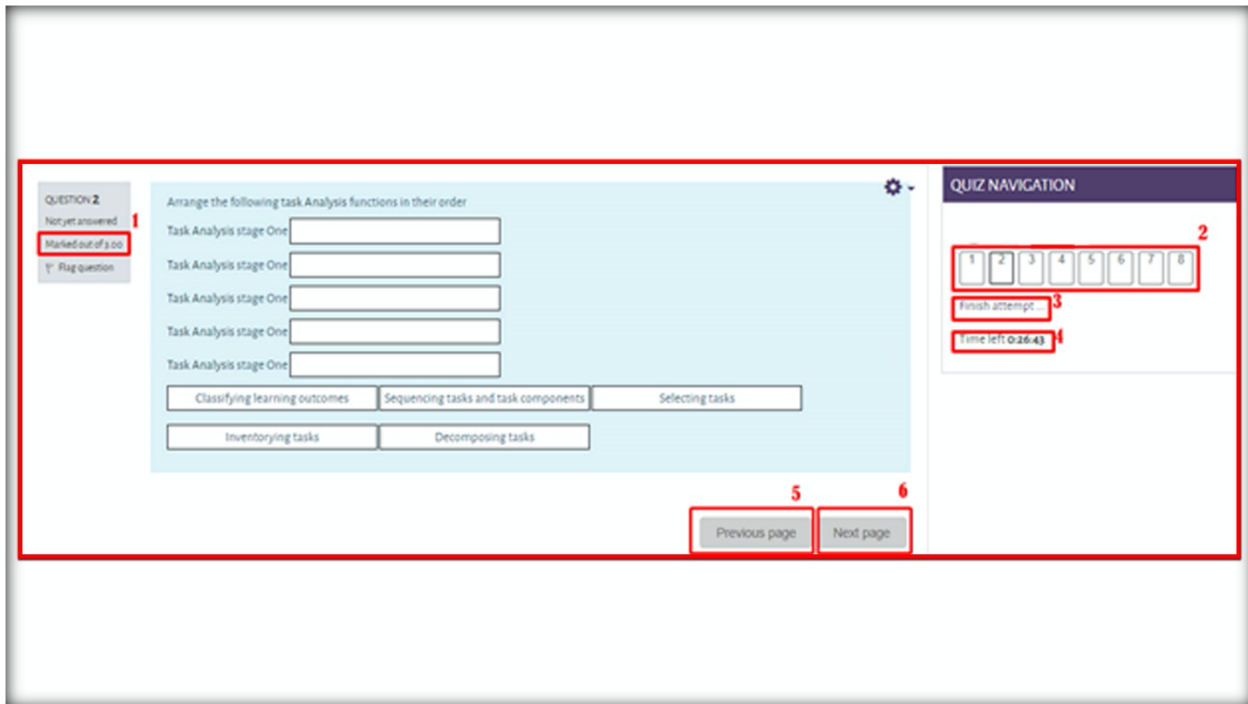 QUESTION 2
Not yet answered
1
Marked out of 3.00
Flag question
Arrange the following task Analysis functions in their order
Task Analysis stage One
Task Analysis stage One
Task Analysis stage One
Task Analysis stage One
Task Analysis stage One
Classifying learning outcomes Sequencing tasks and task components Selecting tasks
Inventorying tasks Decomposing tasks
5 6
Previous page Next page
QUIZ NAVIGATION
2
1 2 3 4 5 6 7 8
Finish attempt ... 3
Time left 0:26:43 4